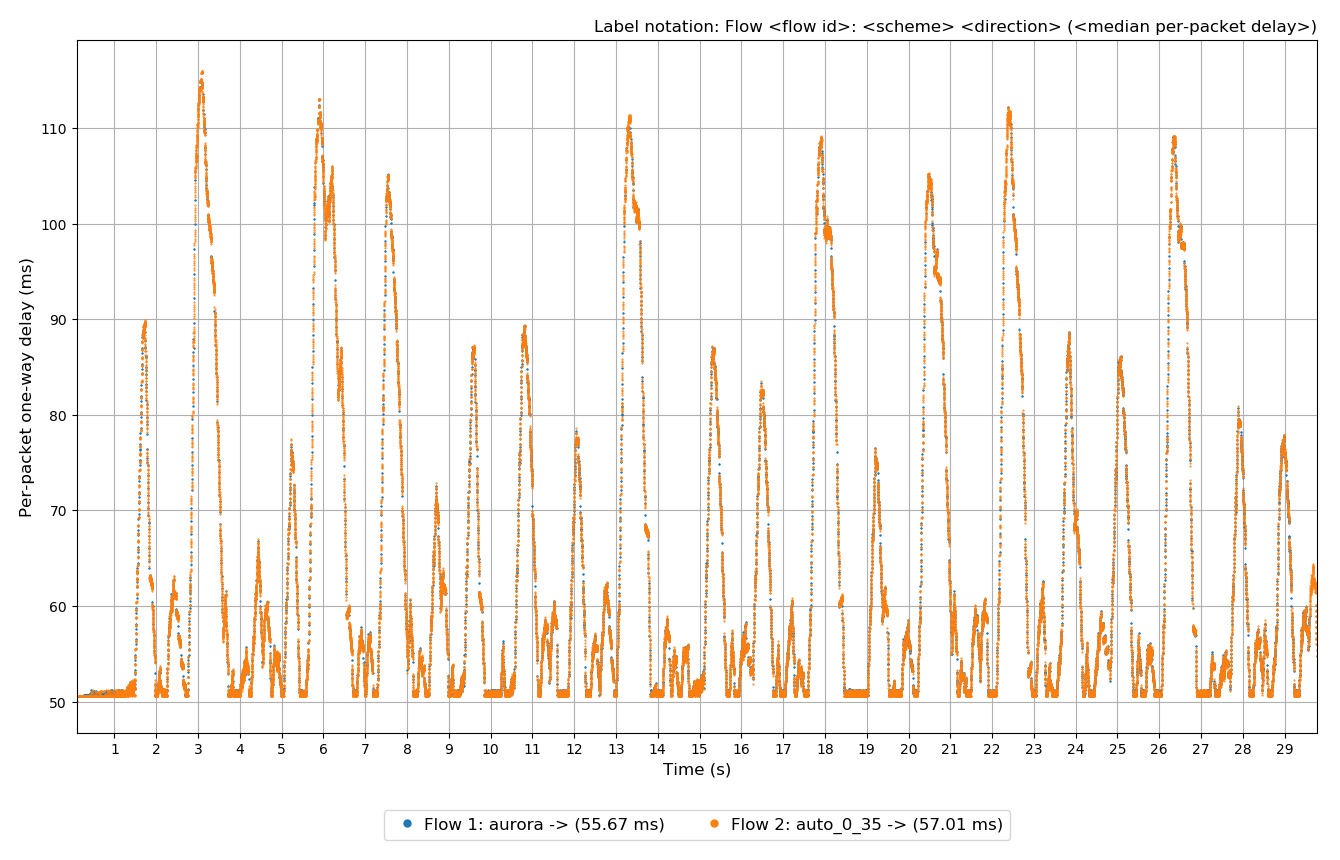 Label notation: Flow <flow id>: <scheme> <direction> (<median per-packet delay>)
Per-packet one-way delay (ms)
110
100
90
80
70
60
50
1 2 3 4 5 6 7 8 9 10 11 12 13 14 15 16 17 18 19 20 21 22 23 24 25 26 27 28 29
Time (s)
Flow 1: aurora -> (55.67 ms) Flow 2: auto_0_35 -> (57.01 ms)